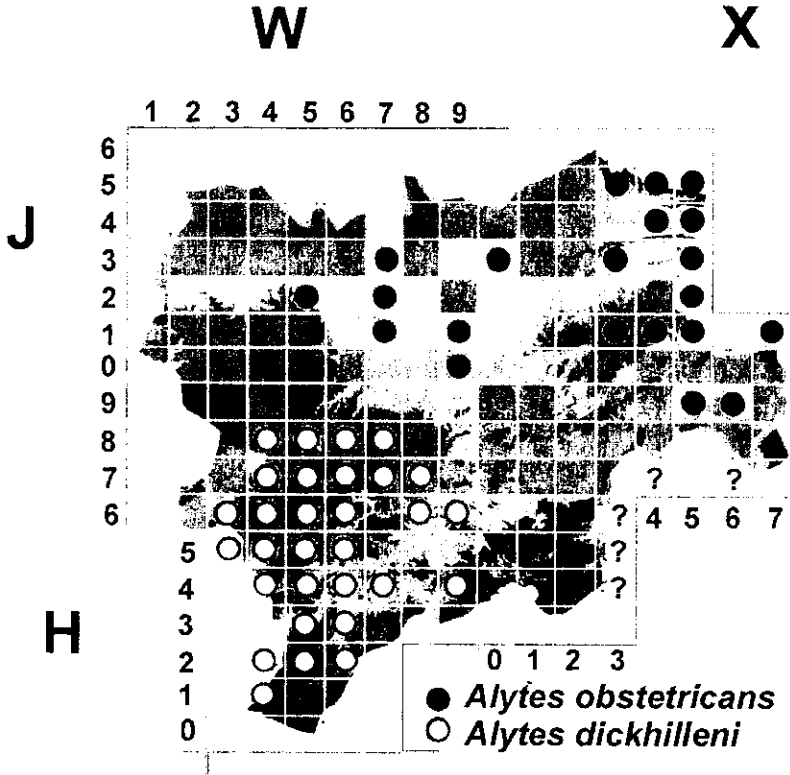 W X
1 2 3 4 5 6 7 8 9
6
5
J 4
3
2
1
0
9
8
7 ? ?
6 ? 4 5 6 7
5 ?
4 ?
H 3
2 0 1 2 3
1 Alytes obstetricans
0 Alytes dickhilleni